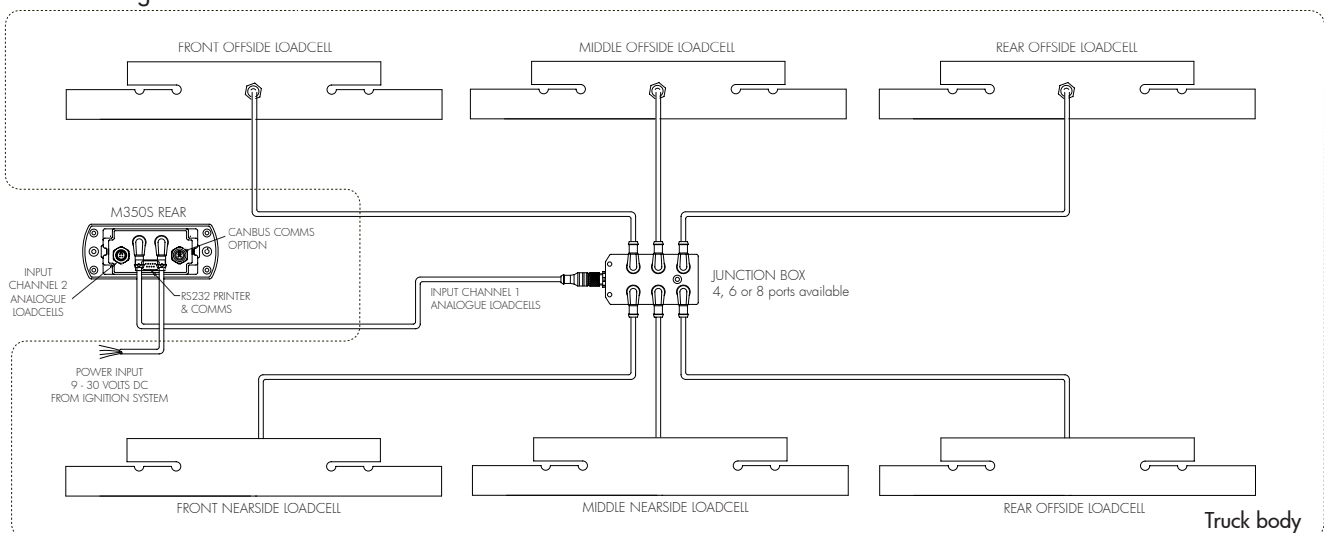 FRONT OFFSIDE LOADCELL
MIDDLE OFFSIDE LOADCELL
REAR OFFSIDE LOADCELL
M350S REAR
CANBUS COMMS
OPTION
INPUT
CHANNEL 2
ANALOGUE
LOADCELLS
RS232 PRINTER
& COMMS
INPUT CHANNEL 1
ANALOGUE LOADCELLS
JUNCTION BOX
4, 6 or 8 ports available
POWER INPUT
9 - 30 VOLTS DC
FROM IGNITION SYSTEM
FRONT NEARSIDE LOADCELL
MIDDLE NEARSIDE LOADCELL
REAR OFFSIDE LOADCELL
Truck body